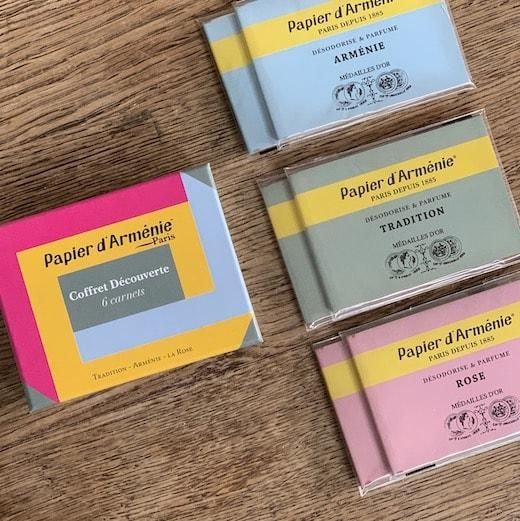 Papier d'Arménie™
Paris
Coffret Découverte
6 carnets
TRADITION - ARMÉNIE - LA ROSE
Papier d'Arménie®
PARIS DEPUIS 1885
DÉSODORISE & PARFUME
ARMÉNIE
MÉDAILLES D'OR
Papier d'Arménie®
PARIS DEPUIS 1885
DÉSODORISE & PARFUME
TRADITION
MÉDAILLES D'OR
Papier d'Arménie®
PARIS DEPUIS 1885
DÉSODORISE & PARFUME
ROSE
MÉDAILLES D'OR